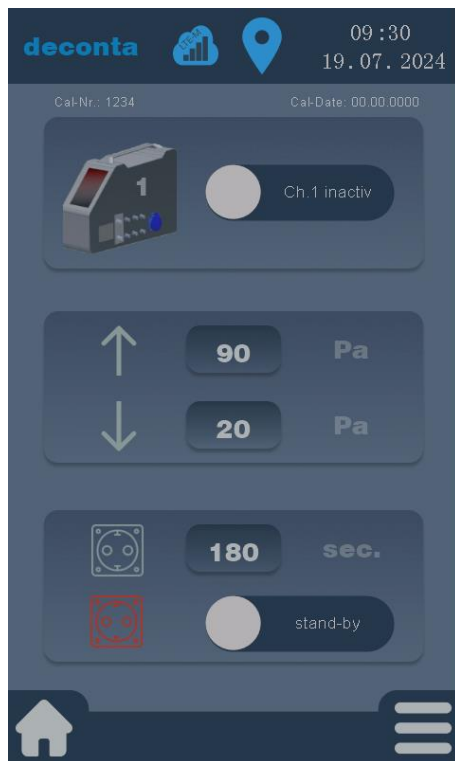 deconta
LTE-M
09:30
19.07.2024
Cal-Nr.: 1234
Cal-Date: 00.00.0000
1
Ch.1 inactiv
90 Pa
20 Pa
180 sec.
stand-by